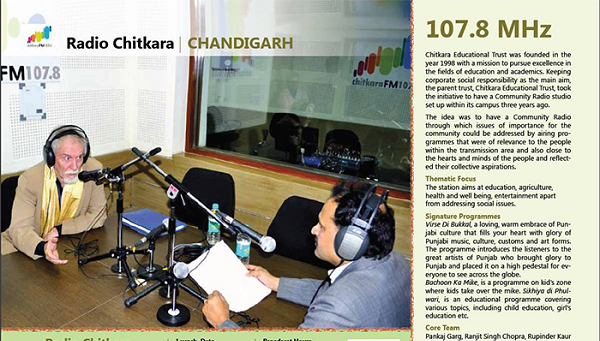 chitkaraFM107.8
Radio Chitkara | CHANDIGARH
FM107.8
chitkaraFM107
107.8 MHz
Chitkara Educational Trust was founded in the
year 1998 with a mission to pursue excellence in
the fields of education and academics. Keeping
corporate social responsibility as the main aim,
the parent trust, Chitkara Educational Trust, took
the initiative to have a Community Radio studio
set up within its campus three years ago.
The idea was to have a Community Radio
through which issues of importance for the
community could be addressed by airing pro-
grammes that were of relevance to the people
within the transmission area and also close to
the hearts and minds of the people and reflect-
ed their collective aspirations.
Thematic Focus
The station aims at education, agriculture,
health and well being, entertainment apart
from addressing social issues.
Signature Programmes
Virse Di Bukkal, a loving, warm embrace of Pun-
jabi culture that fills your heart with glory of
Punjabi music, culture, customs and art forms.
The programme introduces the listeners to the
great artists of Punjab who brought glory to
Punjab and placed it on a high pedestal for ev-
eryone to see across the globe.
Bachoon Ka Mike, is a programme on kid's zone
where kids take over the mike. Sikhiya di Phul-
wari, is an educational programme covering
various topics, including child education, girl's
education etc.
Core Team
Pankaj Garg, Ranjit Singh Chopra, Rupinder Kaur
Radio Chitkara
Launch Date
Broadcast Hours